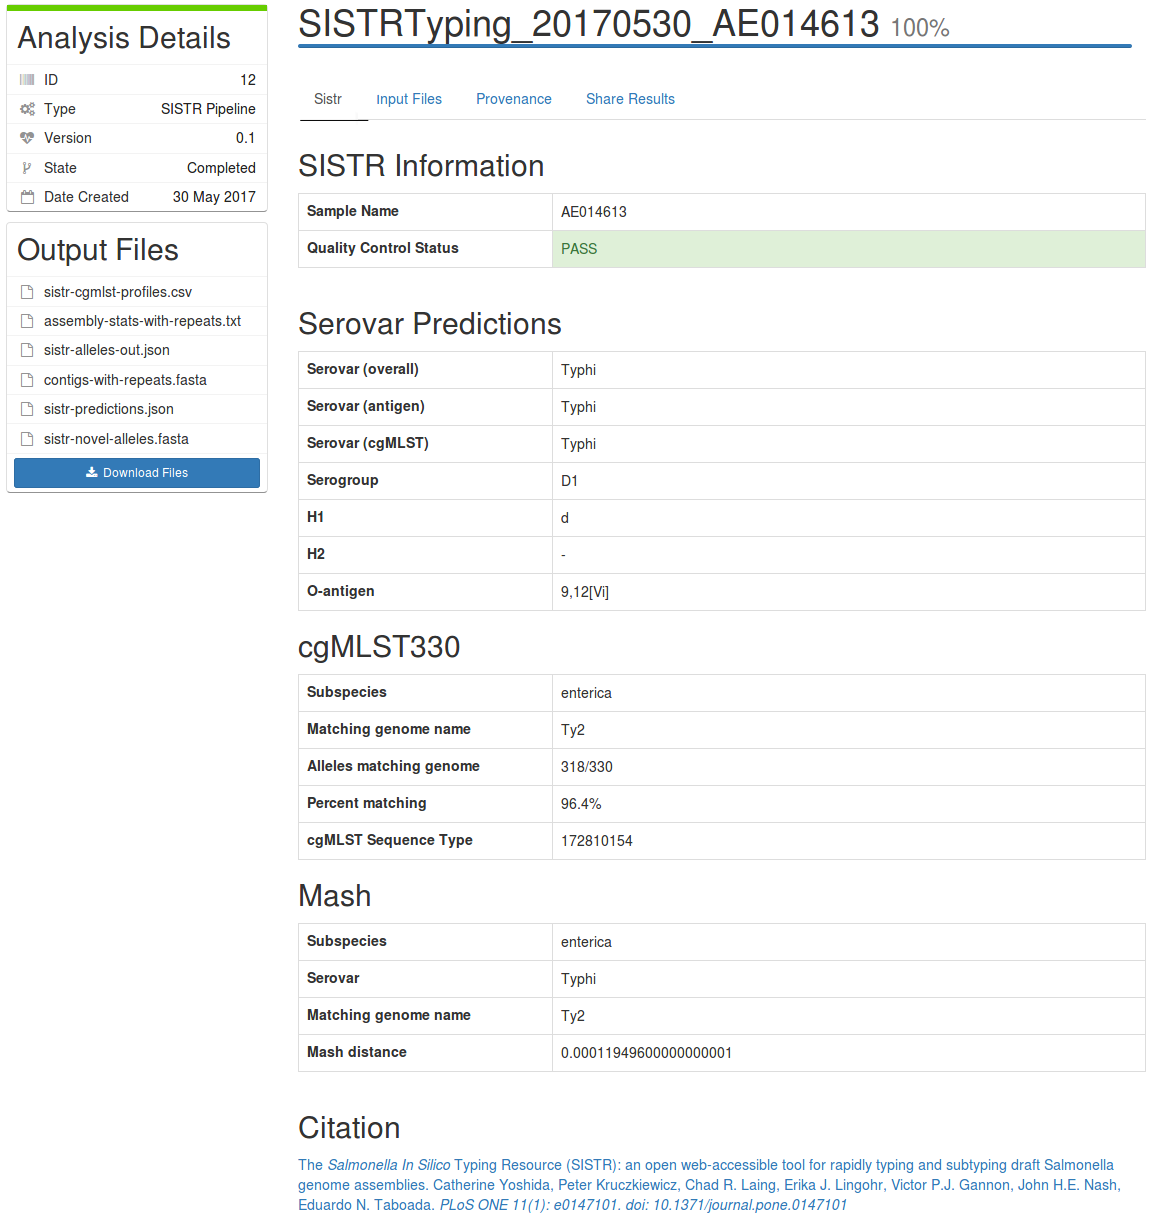 Analysis Details
ID 12
Type SISTR Pipeline
Version 0.1
State Completed
Date Created 30 May 2017
Output Files
sistr-cgmlst-profiles.csv
assembly-stats-with-repeats.txt
sistr-alleles-out.json
contigs-with-repeats.fasta
sistr-predictions.json
sistr-novel-alleles.fasta
Download Files
SISTRTyping_20170530_AE014613 100%
Sistr Input Files Provenance Share Results
SISTR Information
Sample Name AE014613
Quality Control Status PASS
Serovar Predictions
Serovar (overall) Typhi
Serovar (antigen) Typhi
Serovar (cgMLST) Typhi
Serogroup D1
H1 d
H2 -
O-antigen 9,12[Vi]
cgMLST330
Subspecies enterica
Matching genome name Ty2
Alleles matching genome 318/330
Percent matching 96.4%
cgMLST Sequence Type 172810154
Mash
Subspecies enterica
Serovar Typhi
Matching genome name Ty2
Mash distance 0.00011949600000000001
Citation
The Salmonella In Silico Typing Resource (SISTR): an open web-accessible tool for rapidly typing and subtyping draft Salmonella
genome assemblies. Catherine Yoshida, Peter Kruczkiewicz, Chad R. Laing, Erika J. Lingohr, Victor P.J. Gannon, John H.E. Nash,
Eduardo N. Taboada. PLoS ONE 11(1): e0147101. doi: 10.1371/journal.pone.0147101